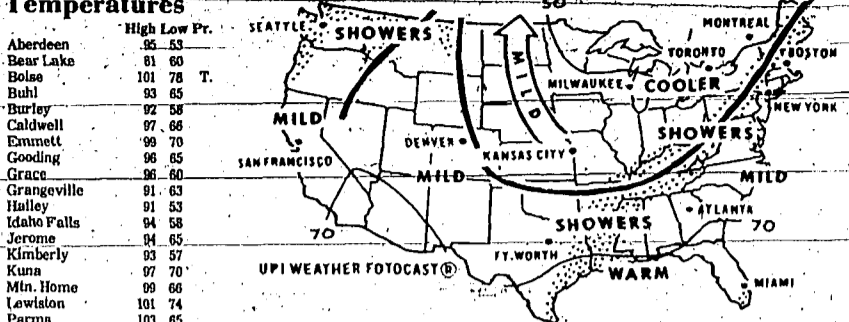 Temperatures
High Low Pr.
Aberdeen 95 53
Bear Lake 81 60
Boise 101 78 T.
Buhl 93 65
Burley 92 58
Caldwell 97 66
Emmett 99 70
Gooding 96 65
Grace 96 60
Grangeville 91 63
Hailey 91 53
Idaho Falls 94 58
Jerome 94 65
Kimberly 93 57
Kuna 97 70
Mtn. Home 99 66
Lewiston 101 74
Parma 103 65
50
SEATTLE
SHOWERS
MONTREAL
TORONTO
BOSTON
MILD
MILWAUKEE
COOLER
NEW YORK
MILD
SHOWERS
DENVER
KANSAS CITY
SAN FRANCISCO
MILD
MILD
ATLANTA
SHOWERS
70
70
FT. WORTH
UPI WEATHER FOTOCAST ®
WARM
MIAMI